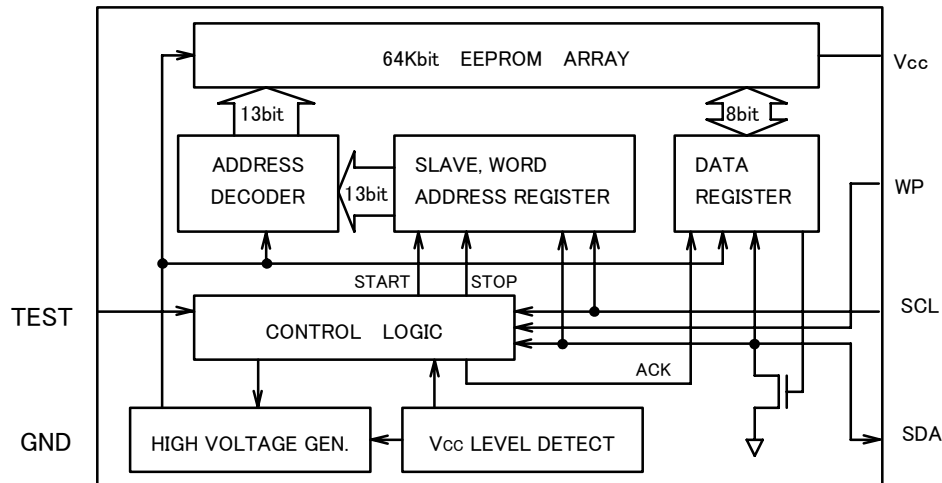 64Kbit EEPROM ARRAY
Vcc
13bit
8bit
ADDRESS
DECODER
13bit
SLAVE, WORD
ADDRESS REGISTER
DATA
REGISTER
WP
START
STOP
TEST
CONTROL LOGIC
SCL
ACK
GND
HIGH VOLTAGE GEN.
Vcc LEVEL DETECT
SDA